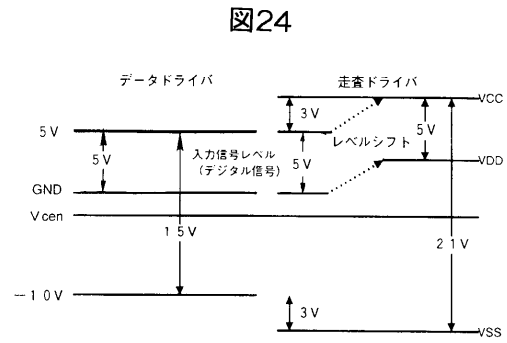 図24
データドライバ
走査ドライバ
VCC
3V
5V
レベルシフト
5V
5V
入力信号レベル
(デジタル信号)
5V
VDD
GND
Vcen
15V
21V
-10V
3V
VSS